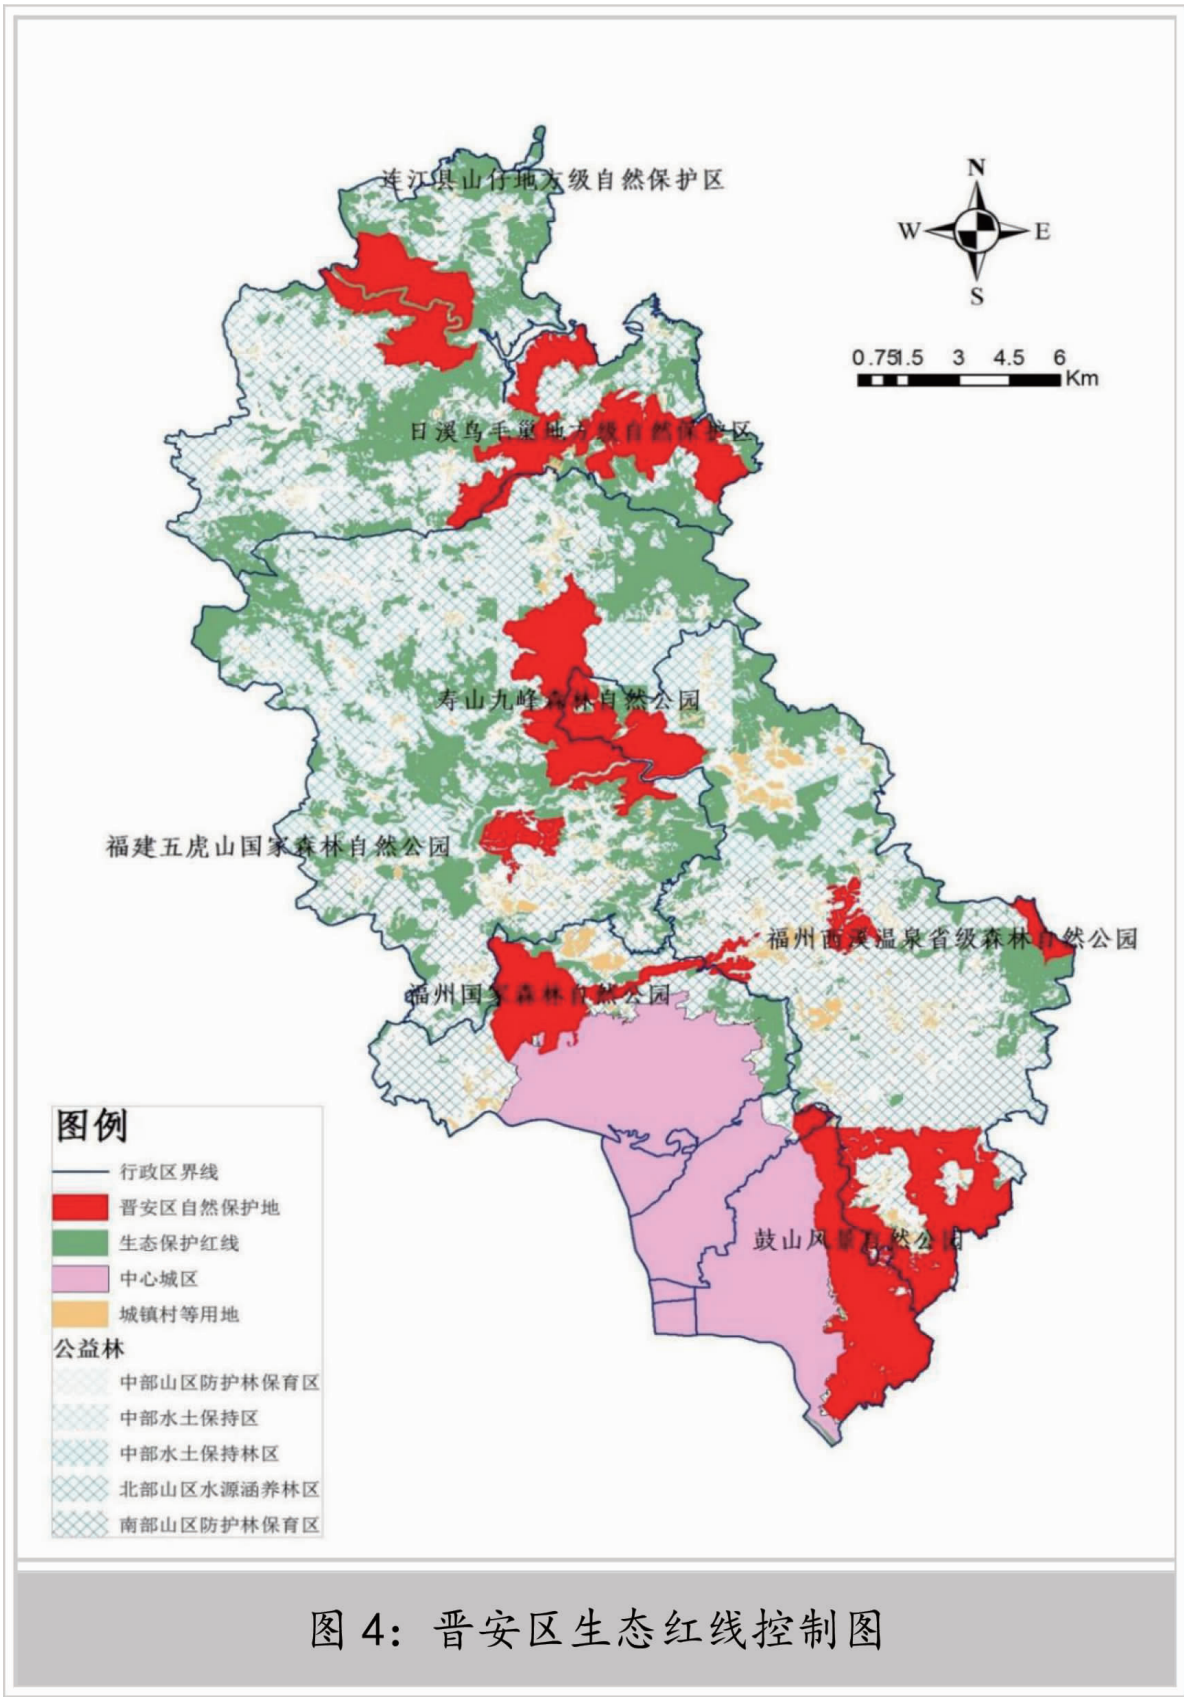 连江县山仔地方级自然保护区
N
W
E
S
0 0.75 1.5 3 4.5 6
Km
日溪鸟毛巢地方级自然保护区
寿山九峰森林自然公园
福建五虎山国家森林自然公园
福州西溪温泉省级森林自然公园
福州国家森林自然公园
鼓山风景自然公园
图例
行政区界线
晋安区自然保护地
生态保护红线
中心城区
城镇村等用地
公益林
中部山区防护林保育区
中部水土保持区
中部水土保持林区
北部山区水源涵养林区
南部山区防护林保育区
图 4：晋安区生态红线控制图